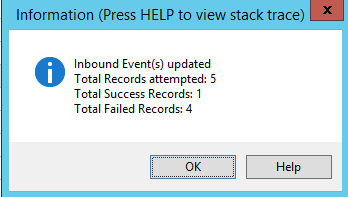 Information (Press HELP to view stack trace)
x
Inbound Event(s) updated
Total Records attempted: 5
Total Success Records: 1
Total Failed Records: 4
OK
Help